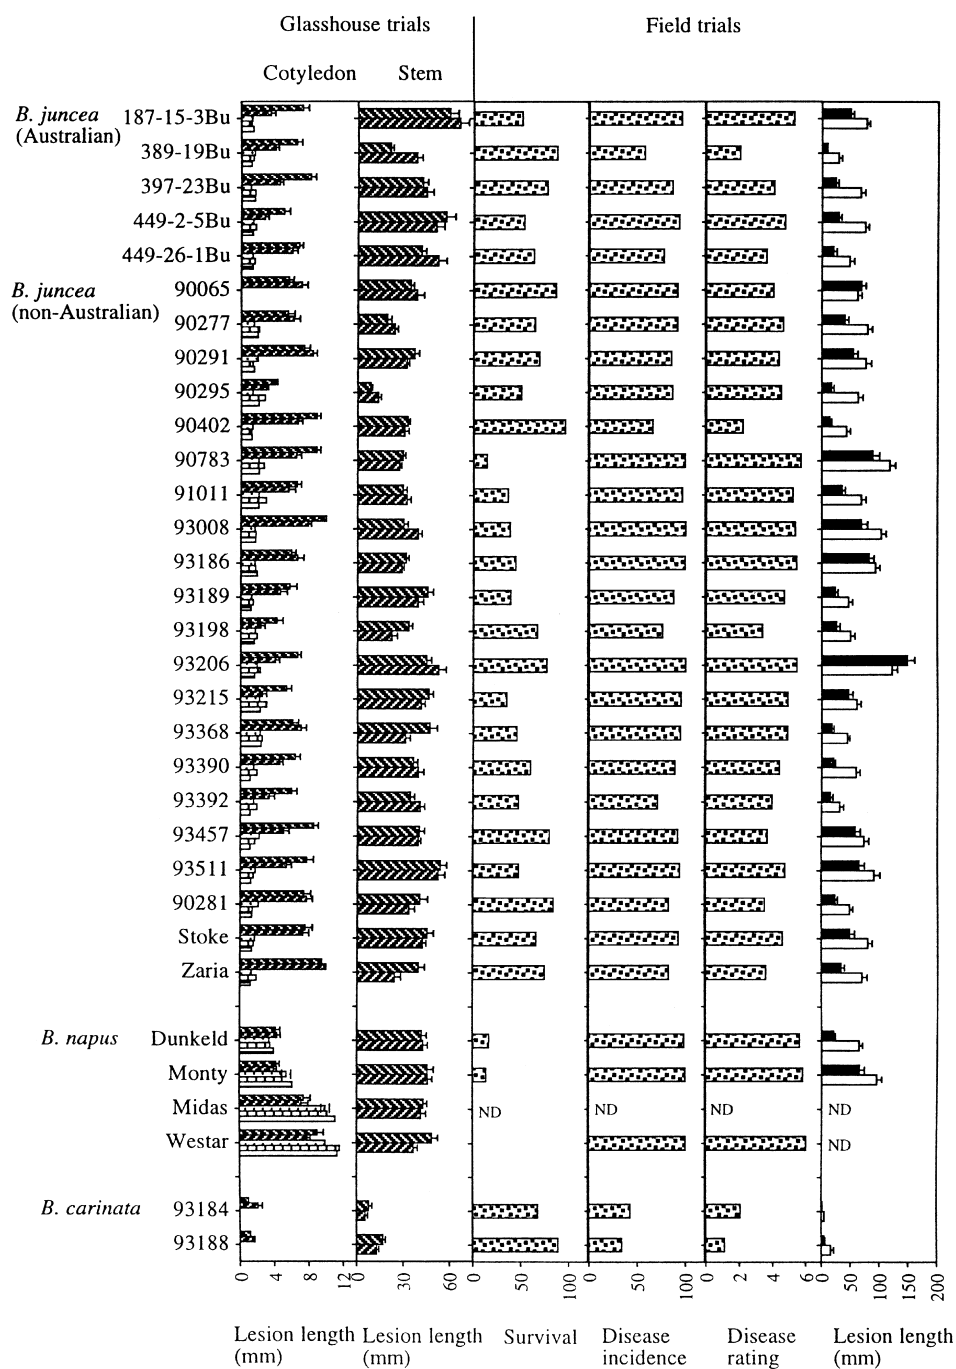 Glasshouse trials Field trials
Cotyledon Stem
B. juncea 187-15-3Bu
(Australian)
389-19Bu
397-23Bu
449-2-5Bu
449-26-1Bu
B. juncea 90065
(non-Australian)
90277
90291
90295
90402
90783
91011
93008
93186
93189
93198
93206
93215
93368
93390
93392
93457
93511
90281
Stoke
Zaria
B. napus Dunkeld
Monty
Midas ND ND ND ND
Westar ND
B. carinata 93184
93188
0 4 8 12 0 30 60 0 50 100 0 50 100 0 2 4 6 0 50 100 150 200
Lesion length Lesion length Survival Disease Disease Lesion length
(mm) (mm) incidence rating (mm)